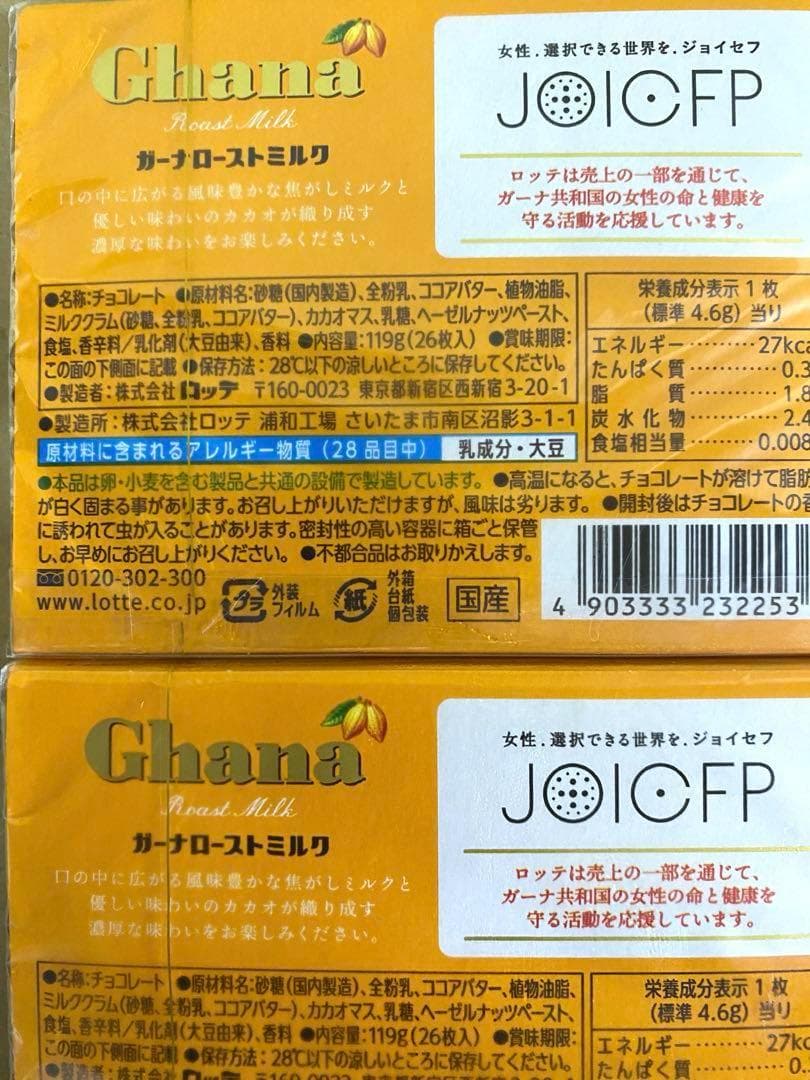 Ghana
Roast Milk
ガーナローストミルク
口の中に広がる風味豊かな焦がしミルクと
優しい味わいのカカオが織り成す
濃厚な味わいをお楽しみください。
女性.選択できる世界を.ジョイセフ
JOICFP
ロッテは売上の一部を通じて、
ガーナ共和国の女性の命と健康を
守る活動を応援しています。
●名称:チョコレート ●原材料名:砂糖(国内製造)、全粉乳、ココアバター、植物油脂、
ミルククラム(砂糖、全粉乳、ココアバター)、カカオマス、乳糖、ヘーゼルナッツペースト、
食塩、香辛料/乳化剤(大豆由来)、香料 ●内容量:119g(26枚入) ●賞味期限:
この面の下側面に記載 ●保存方法:28℃以下の涼しいところに保存してください。
●製造者:株式会社ロッテ 〒160-0023 東京都新宿区西新宿3-20-1
●製造所:株式会社ロッテ 浦和工場 さいたま市南区沼影3-1-1
原材料に含まれるアレルギー物質(28品目中) 乳成分・大豆
栄養成分表示1枚
(標準4.6g)当り
エネルギー………27kca
たんぱく質………0.3
脂質………1.8
炭水化物………2.4
食塩相当量………0.008
●本品は卵・小麦を含む製品と共通の設備で製造しています。 ●高温になると、チョコレートが溶けて脂肪
が白く固まる事があります。お召し上がりいただけますが、風味は劣ります。 ●開封後はチョコレートの香
に誘われて虫が入ることがあります。密封性の高い容器に箱ごと保管
し、お早めにお召し上がりください。 ●不都合品はお取りかえします。
0120-302-300
www.lotte.co.jp
プラ
外装
フィルム
紙
外箱
台紙
個包装
国産
4 903333 232253
Ghana
Roast Milk
ガーナローストミルク
口の中に広がる風味豊かな焦がしミルクと
優しい味わいのカカオが織り成す
濃厚な味わいをお楽しみください。
女性.選択できる世界を.ジョイセフ
JOICFP
ロッテは売上の一部を通じて、
ガーナ共和国の女性の命と健康を
守る活動を応援しています。
●名称:チョコレート ●原材料名:砂糖(国内製造)、全粉乳、ココアバター、植物油脂、
ミルククラム(砂糖、全粉乳、ココアバター)、カカオマス、乳糖、ヘーゼルナッツペースト、
食塩、香辛料/乳化剤(大豆由来)、香料 ●内容量:119g(26枚入) ●賞味期限:
この面の下側面に記載 ●保存方法:28℃以下の涼しいところに保存してください。
●製造者:株式会社ロッテ
栄養成分表示1枚
(標準4.6g)当り
エネルギー………27kc
たんぱく質………0.